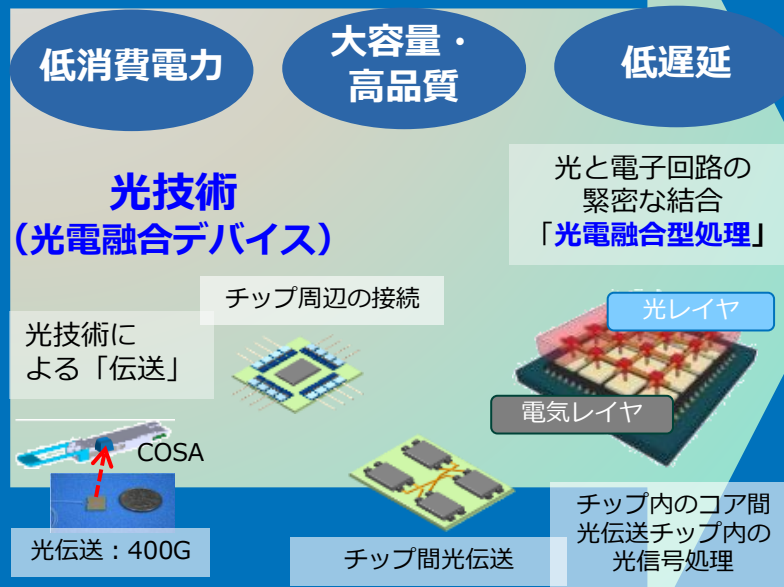 低消費電力
大容量・
高品質
低遅延
光技術
（光電融合デバイス）
光と電子回路の
緊密な結合
「光電融合型処理」
チップ周辺の接続
光レイヤ
光技術に
よる「伝送」
電気レイヤ
COSA
光伝送：400G
チップ間光伝送
チップ内のコア間
光伝送チップ内の
光信号処理